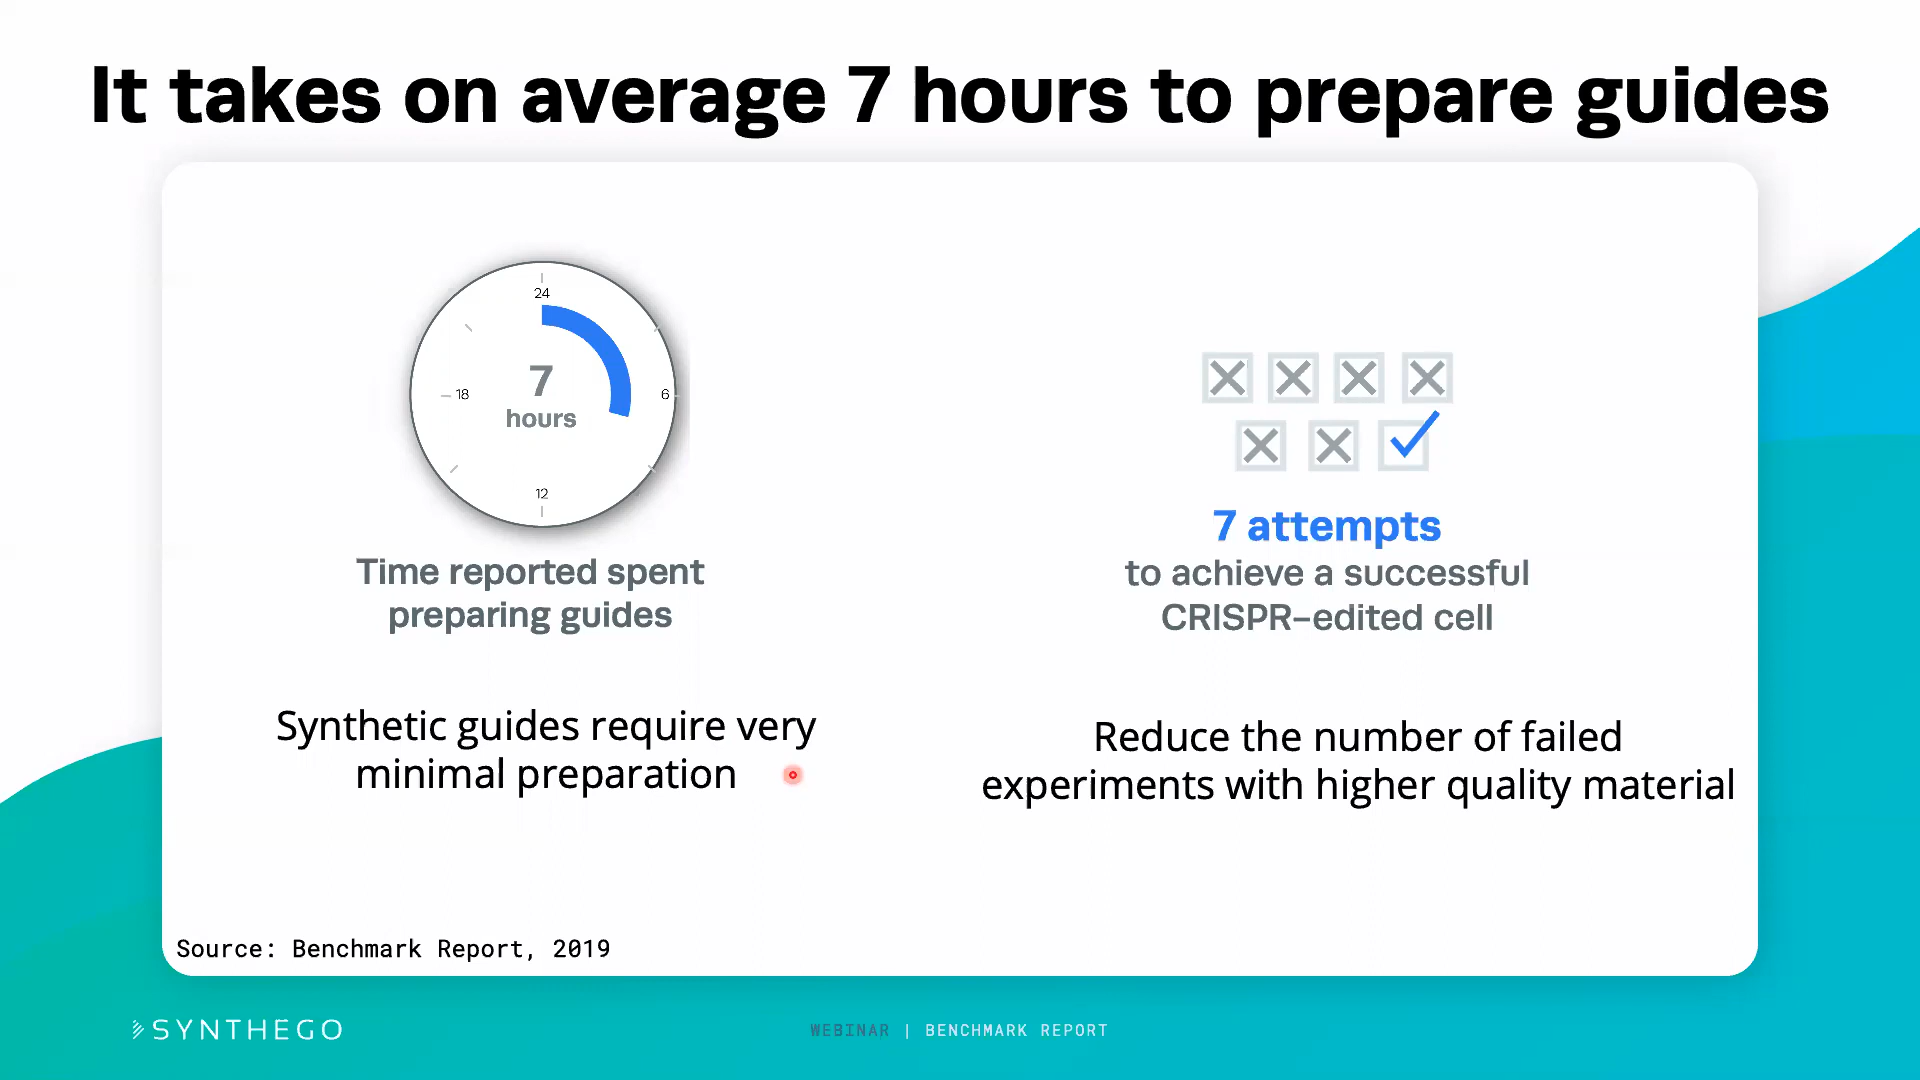 It takes on average 7 hours to prepare guides
24
18
7
6
hours
12
Time reported spent
preparing guides
Synthetic guides require very
minimal preparation
7 attempts
to achieve a successful
CRISPR–edited cell
Reduce the number of failed
experiments with higher quality material
Source: Benchmark Report, 2019
SYNTHEGO
WEBINAR | BENCHMARK REPORT